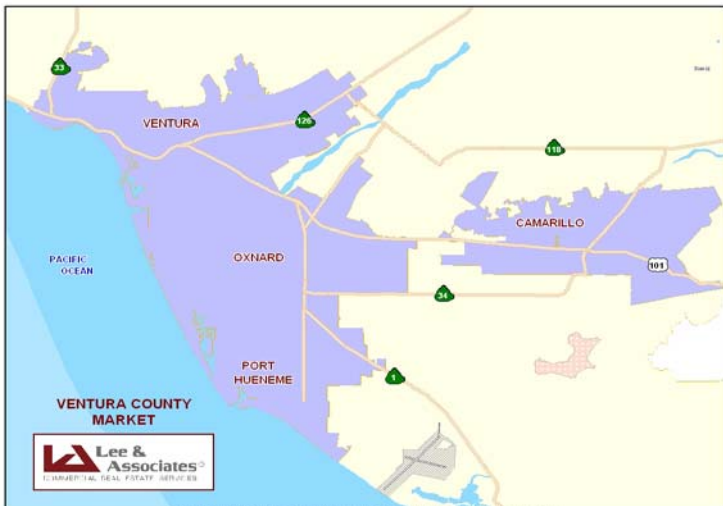 33
VENTURA
126
118
CAMARILLO
PACIFIC
OCEAN
OXNARD
101
34
PORT
HUENEME
1
VENTURA COUNTY
MARKET
Lee &
Associates
COMMERCIAL REAL ESTATE SERVICES